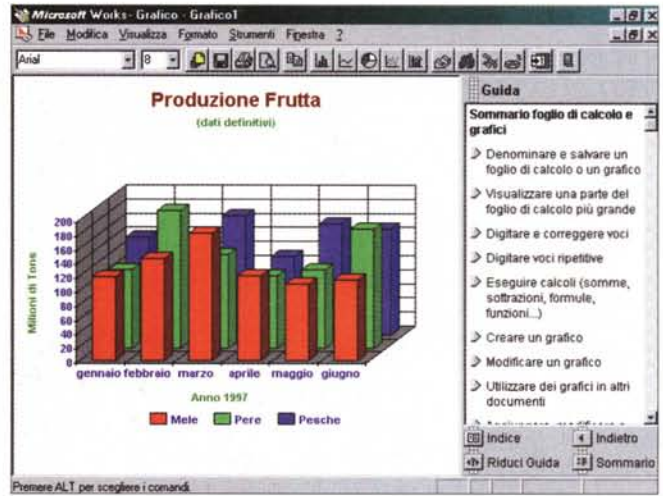 Microsoft Works - Grafico - Grafico1
File Modifica Visualizza Formato Strumenti Finestra ?
Arial 8
Produzione Frutta
(dati definitivi)
Milioni di Tons
200
180
160
140
120
100
80
60
40
20
0
gennaio febbraio marzo aprile maggio giugno
Anno 1997
Mele Pere Pesche
Guida
Sommario foglio di calcolo e
grafici
Denominare e salvare un
foglio di calcolo o un grafico
Visualizzare una parte del
foglio di calcolo più grande
Digitare e correggere voci
Digitare voci ripetitive
Eseguire calcoli (somme,
sottrazioni, formule,
funzioni...)
Creare un grafico
Modificare un grafico
Utilizzare dei grafici in altri
documenti
Indice Indietro
Riduci Guida Sommario
Premere ALT per scegliere i comandi.